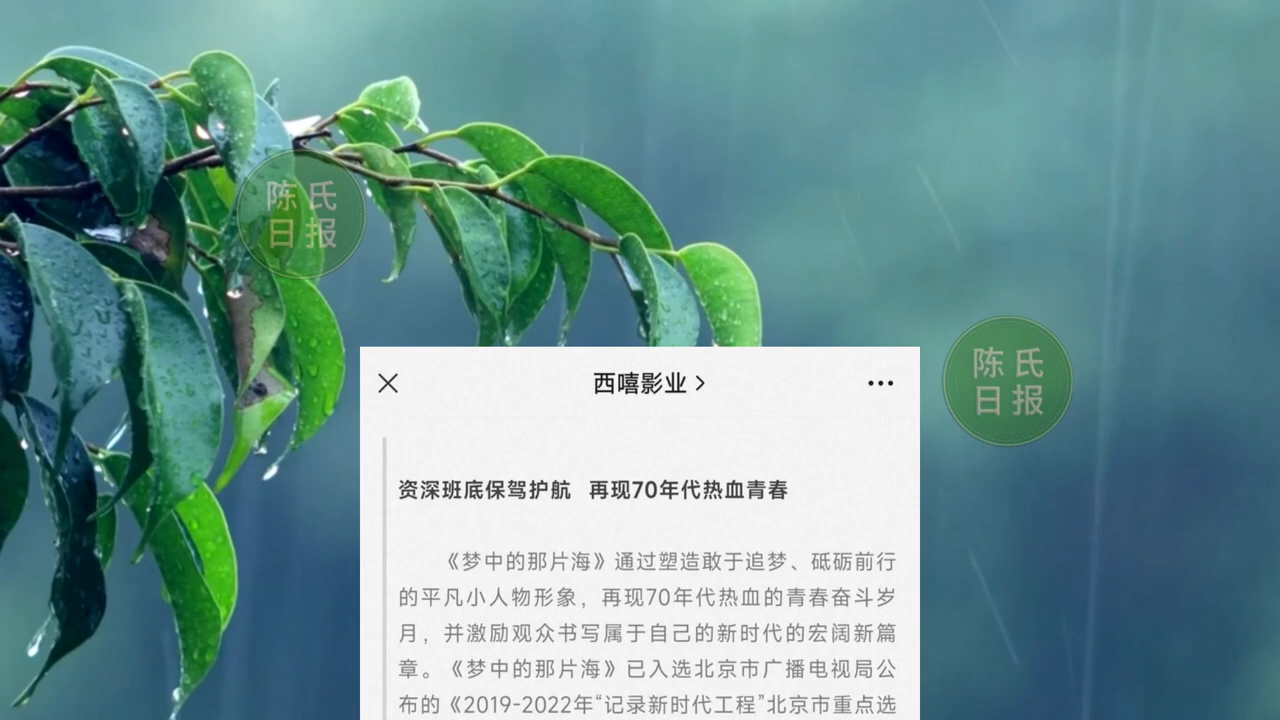 陈氏
日报
陈氏
日报
西嘻影业
资深班底保驾护航 再现70年代热血青春
《梦中的那片海》通过塑造敢于追梦、砥砺前行
的平凡小人物形象，再现70年代热血的青春奋斗岁
月，并激励观众书写属于自己的新时代的宏阔新篇
章。《梦中的那片海》已入选北京市广播电视局公
布的《2019-2022年“记录新时代工程”北京市重点选